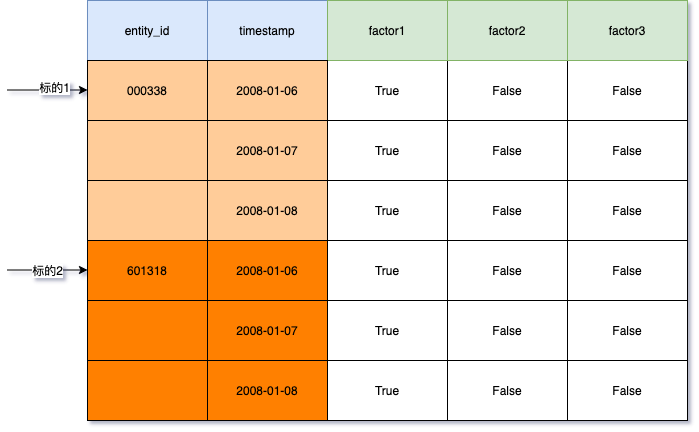 entity_id timestamp factor1 factor2 factor3
标的1 000338 2008-01-06 True False False
2008-01-07 True False False
2008-01-08 True False False
标的2 601318 2008-01-06 True False False
2008-01-07 True False False
2008-01-08 True False False